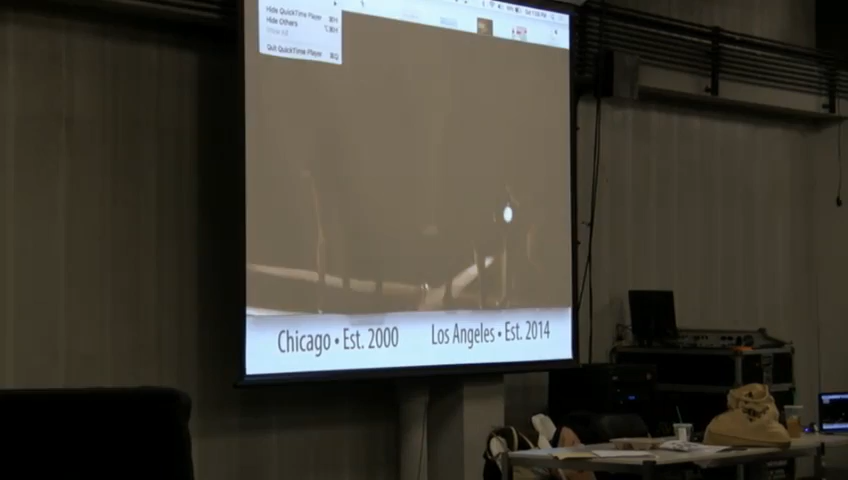 Hide QuickTime Player
Hide Others
Quit QuickTime Player
Chicago • Est. 2000 Los Angeles • Est. 2014